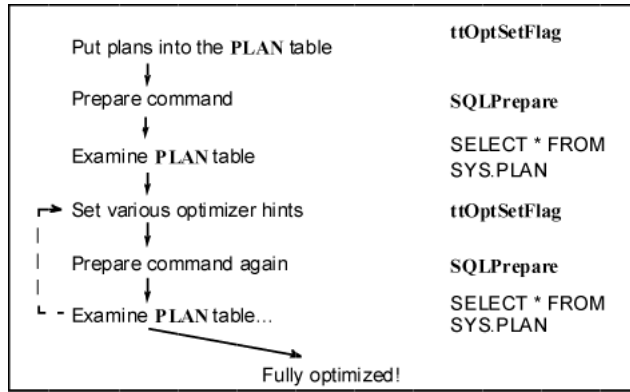 Put plans into the PLAN table
ttOptSetFlag
Prepare command
SQLPrepare
Examine PLAN table
SELECT * FROM
SYS.PLAN
Set various optimizer hints
ttOptSetFlag
Prepare command again
SQLPrepare
Examine PLAN table...
SELECT * FROM
SYS.PLAN
Fully optimized!